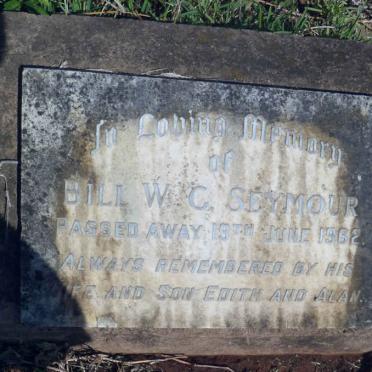 In Loving Memory
of
BILL W. C. SEYMOUR
PASSED AWAY 19TH JUNE 1962
ALWAYS REMEMBERED BY HIS
WIFE AND SON EDITH AND ALAN.